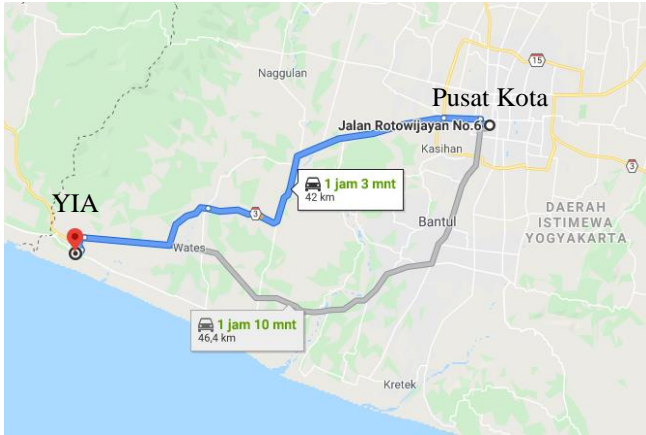 15
Naggulan
Pusat Kota
Jalan Rotowijayan No.6
Kasihan
3
1 jam 3 mnt
42 km
YIA
3
Bantul
DAERAH
ISTIMEWA
YOGYAKARTA
Wates
1 jam 10 mnt
46,4 km
Kretek